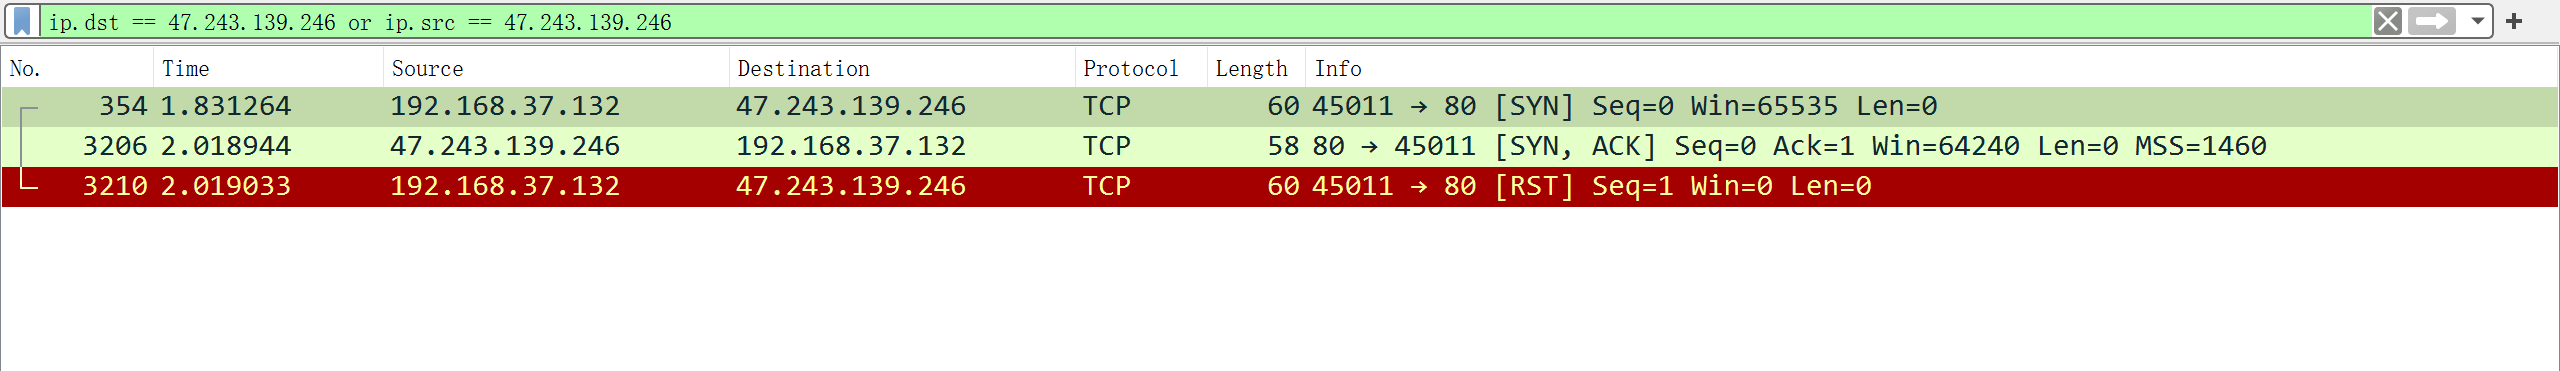 ip.dst == 47.243.139.246 or ip.src == 47.243.139.246
No. Time Source Destination Protocol Length Info
354 1.831264 192.168.37.132 47.243.139.246 TCP 60 45011 → 80 [SYN] Seq=0 Win=65535 Len=0
3206 2.018944 47.243.139.246 192.168.37.132 TCP 58 80 → 45011 [SYN, ACK] Seq=0 Ack=1 Win=64240 Len=0 MSS=1460
3210 2.019033 192.168.37.132 47.243.139.246 TCP 60 45011 → 80 [RST] Seq=1 Win=0 Len=0